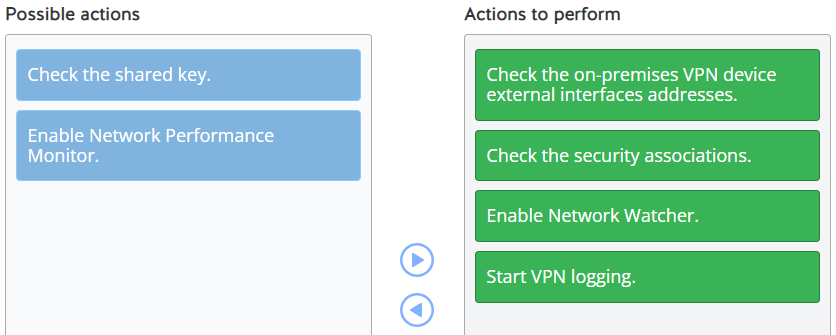 Possible actions
Actions to perform
Check the shared key.
Enable Network Performance
Monitor.
Check the on-premises VPN device
external interfaces addresses.
Check the security associations.
Enable Network Watcher.
Start VPN logging.